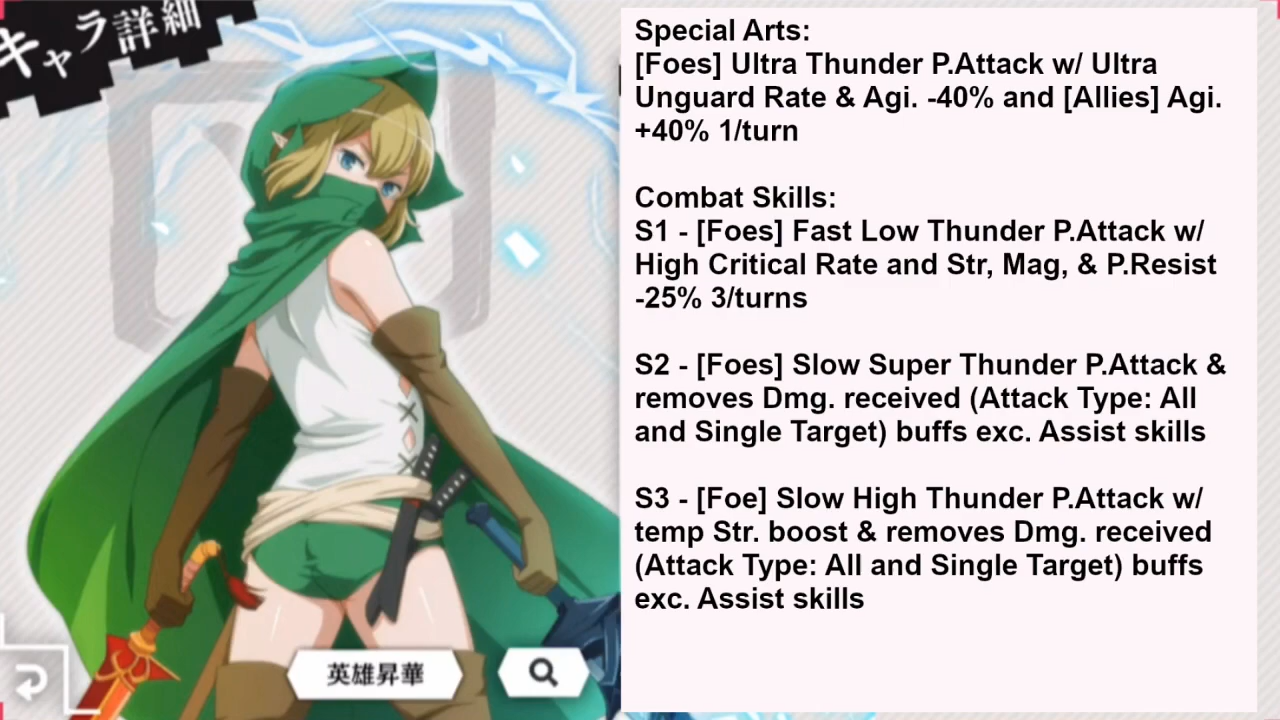 キャラ詳細
Special Arts:
[Foes] Ultra Thunder P.Attack w/ Ultra
Unguard Rate & Agi. -40% and [Allies] Agi.
+40% 1/turn
Combat Skills:
S1 - [Foes] Fast Low Thunder P.Attack w/
High Critical Rate and Str, Mag, & P.Resist
-25% 3/turns
S2 - [Foes] Slow Super Thunder P.Attack &
removes Dmg. received (Attack Type: All
and Single Target) buffs exc. Assist skills
S3 - [Foe] Slow High Thunder P.Attack w/
temp Str. boost & removes Dmg. received
(Attack Type: All and Single Target) buffs
exc. Assist skills
英雄昇華